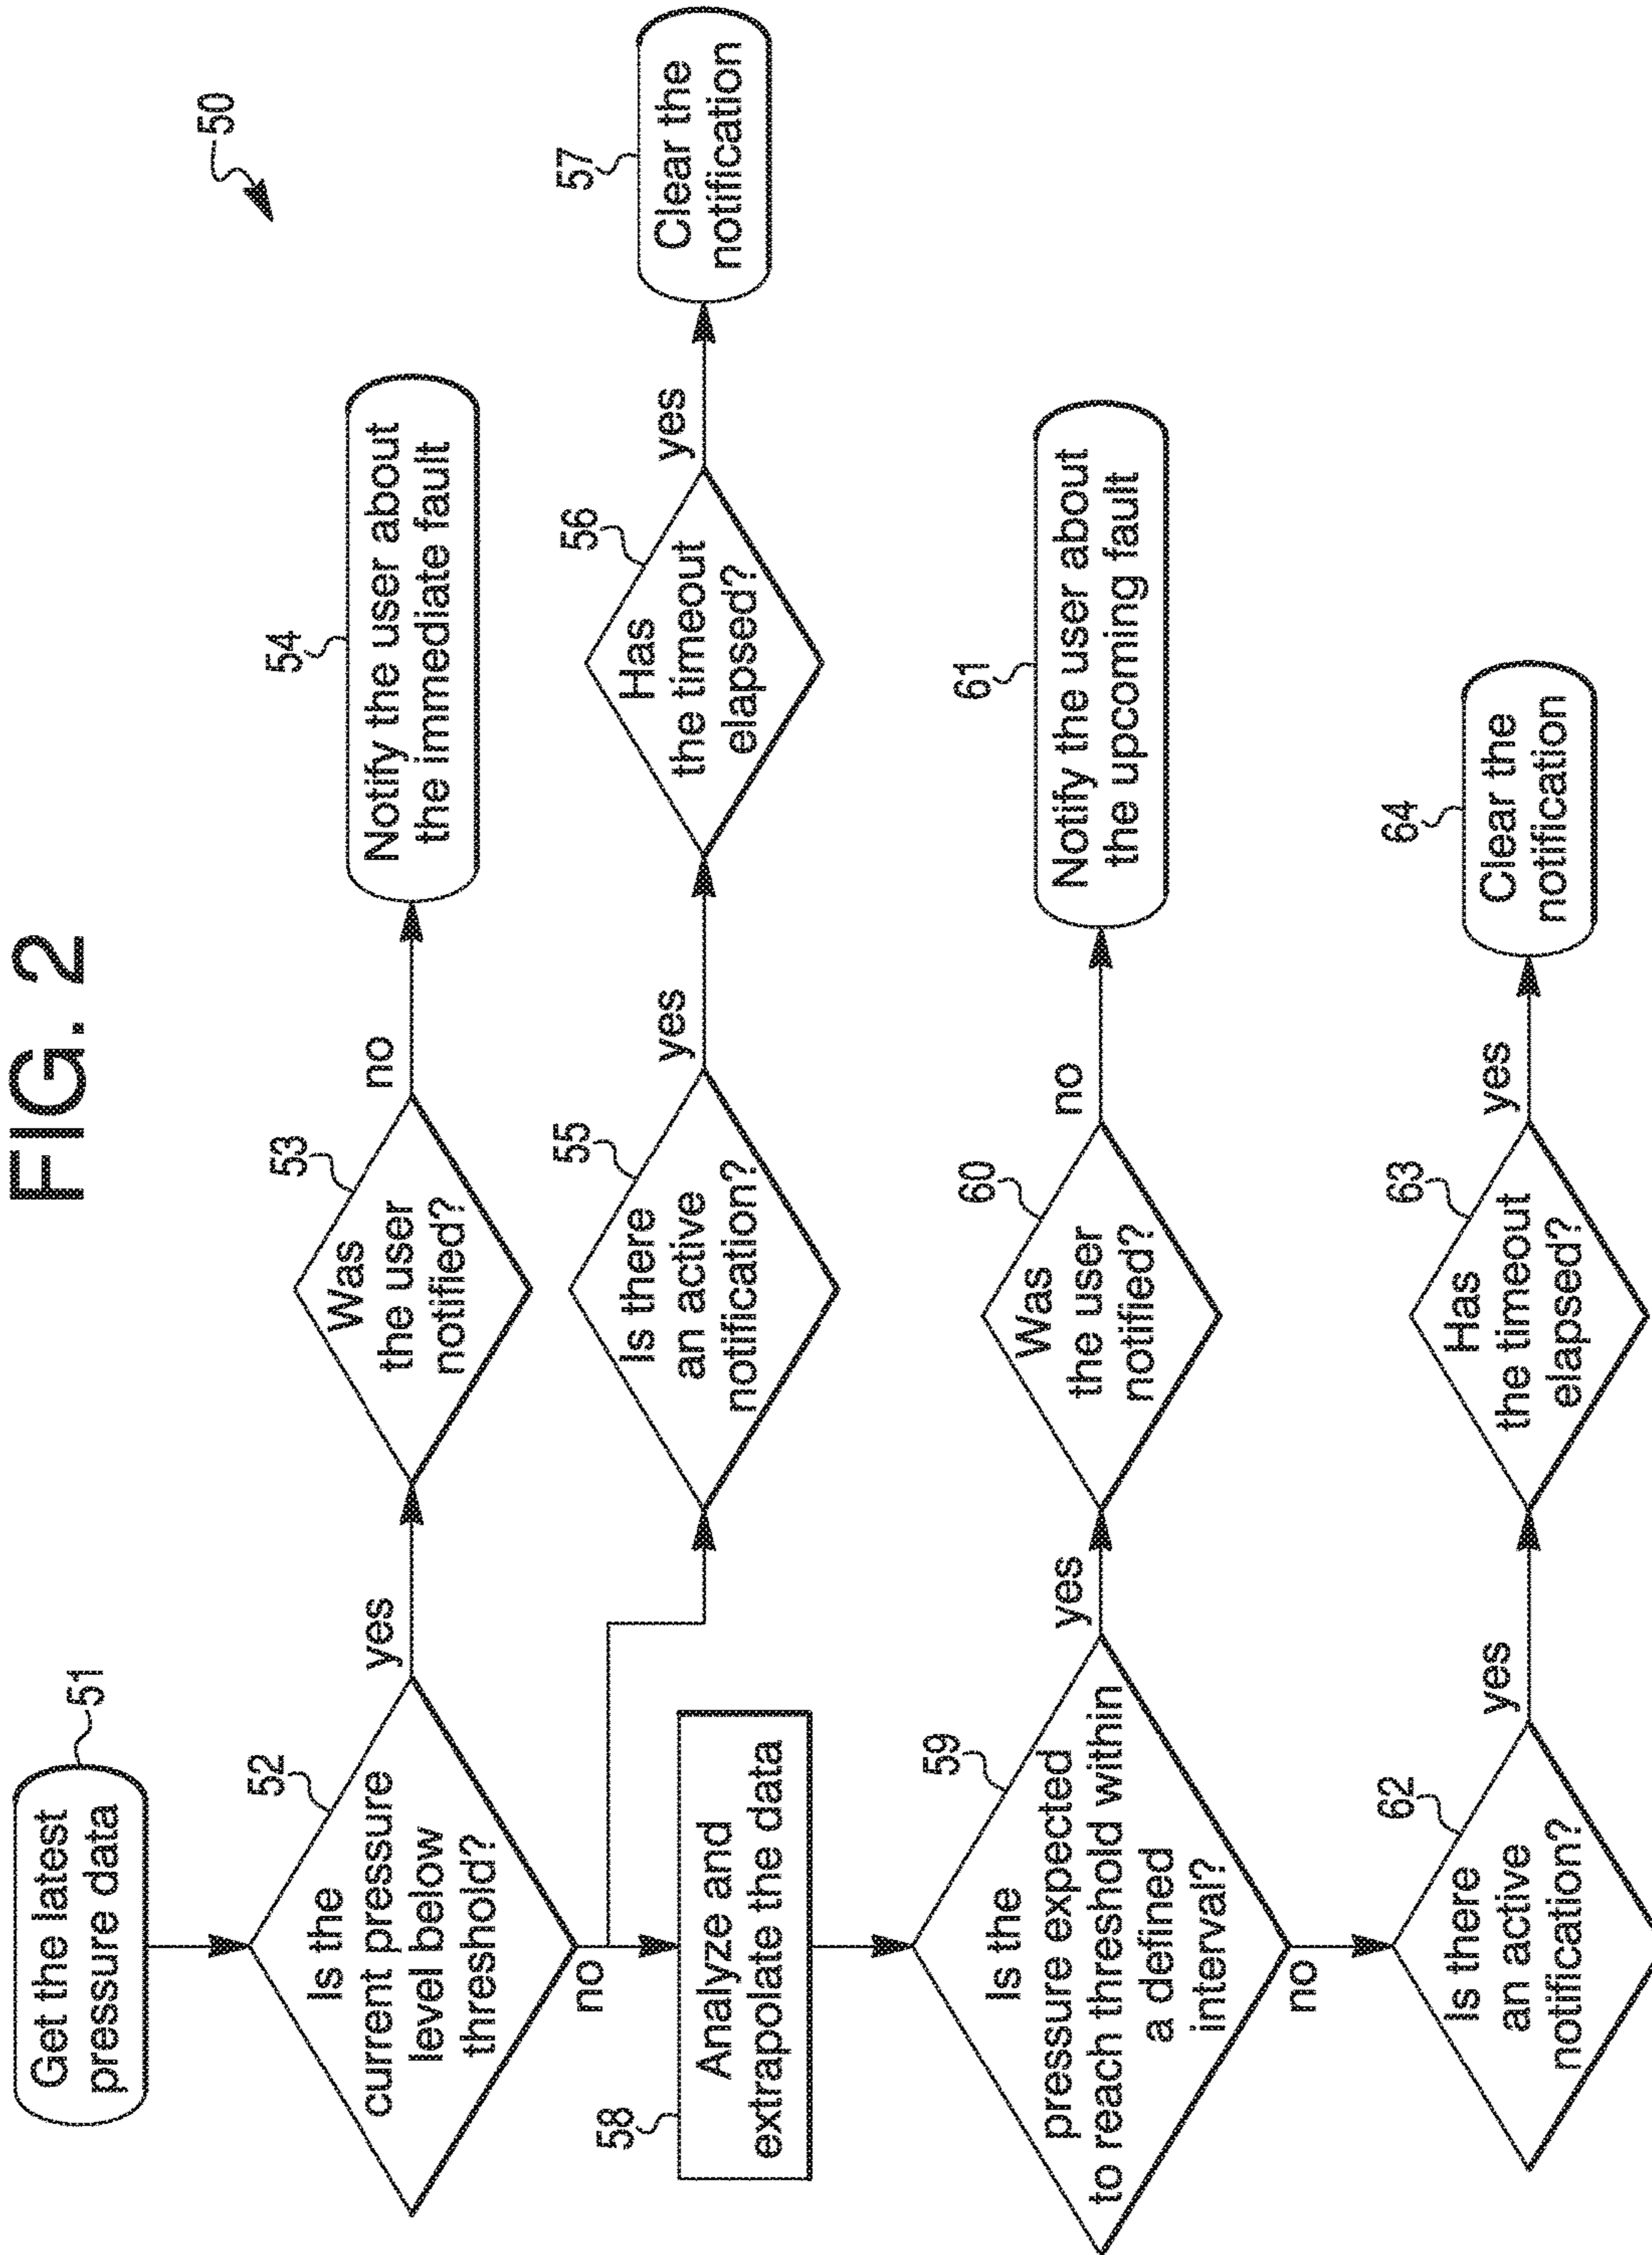 FIG. 2
50
51
Get the latest
pressure data
52
Is the
current pressure
level below
threshold?
yes
no
53
Was
the user
notified?
no
54
Notify the user about
the immediate fault
55
Is there
an active
notification?
yes
56
Has
the timeout
elapsed?
yes
57
Clear the
notification
58
Analyze and
extrapolate the data
59
Is the
pressure expected
to reach threshold within
a defined
interval?
yes
no
60
Was
the user
notified?
no
61
Notify the user about
the upcoming fault
62
Is there
an active
notification?
yes
63
Has
the timeout
elapsed?
yes
64
Clear the
notification